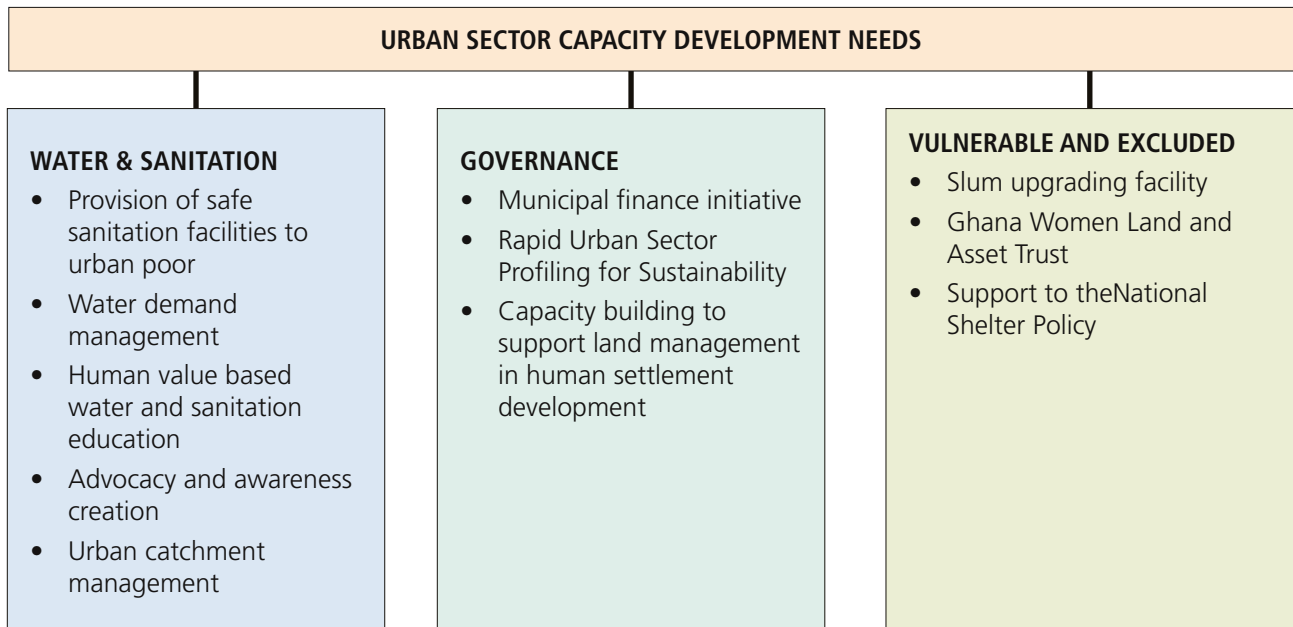 URBAN SECTOR CAPACITY DEVELOPMENT NEEDS
WATER & SANITATION
• Provision of safe
sanitation facilities to
urban poor
• Water demand
management
• Human value based
water and sanitation
education
• Advocacy and awareness
creation
• Urban catchment
management
GOVERNANCE
• Municipal finance initiative
• Rapid Urban Sector
Profiling for Sustainability
• Capacity building to
support land management
in human settlement
development
VULNERABLE AND EXCLUDED
• Slum upgrading facility
• Ghana Women Land and
Asset Trust
• Support to theNational
Shelter Policy